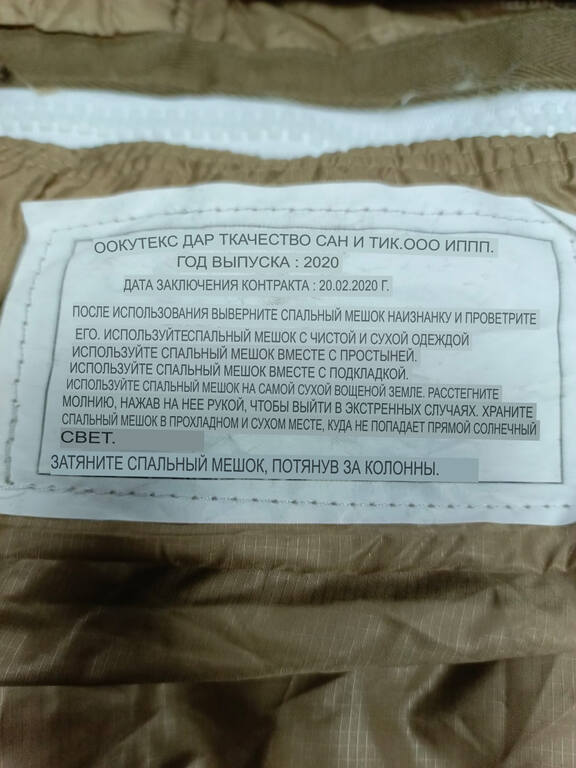 ООКУТЕКС ДАР ТКАЧЕСТВО САН И ТИК.ООО ИППП.
ГОД ВЫПУСКА : 2020
ДАТА ЗАКЛЮЧЕНИЯ КОНТРАКТА : 20.02.2020 Г.
ПОСЛЕ ИСПОЛЬЗОВАНИЯ ВЫВЕРНИТЕ СПАЛЬНЫЙ МЕШОК НАИЗНАНКУ И ПРОВЕТРИТЕ
ЕГО. ИСПОЛЬЗУЙТЕСПАЛЬНЫЙ МЕШОК С ЧИСТОЙ И СУХОЙ ОДЕЖДОЙ
ИСПОЛЬЗУЙТЕ СПАЛЬНЫЙ МЕШОК ВМЕСТЕ С ПРОСТЫНЕЙ.
ИСПОЛЬЗУЙТЕ СПАЛЬНЫЙ МЕШОК ВМЕСТЕ С ПОДКЛАДКОЙ.
ИСПОЛЬЗУЙТЕ СПАЛЬНЫЙ МЕШОК НА САМОЙ СУХОЙ ВОЩЕНОЙ ЗЕМЛЕ. РАССТЕГНИТЕ
МОЛНИЮ, НАЖАВ НА НЕЕ РУКОЙ, ЧТОБЫ ВЫЙТИ В ЭКСТРЕННЫХ СЛУЧАЯХ. ХРАНИТЕ
СПАЛЬНЫЙ МЕШОК В ПРОХЛАДНОМ И СУХОМ МЕСТЕ, КУДА НЕ ПОПАДАЕТ ПРЯМОЙ СОЛНЕЧНЫЙ
СВЕТ.
ЗАТЯНИТЕ СПАЛЬНЫЙ МЕШОК, ПОТЯНУВ ЗА КОЛОННЫ.